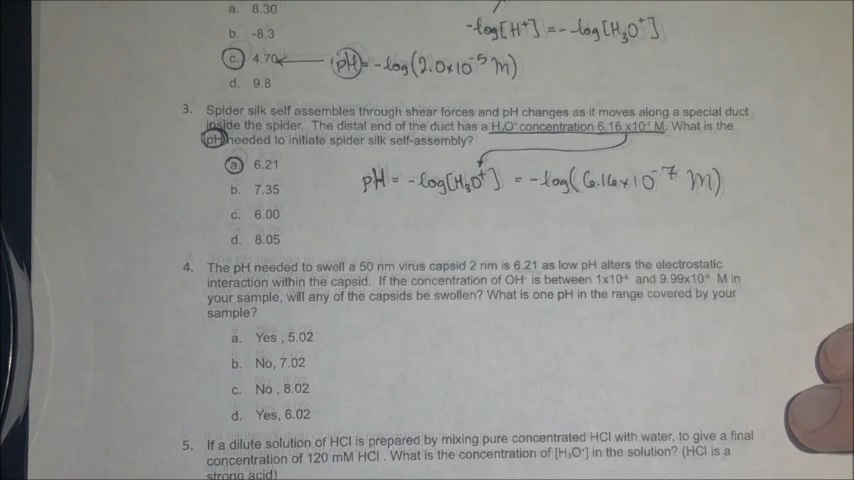 a. 8.30
-log[H⁺] = -log[H₃O⁺]
b. -8.3
c. 4.70 ← pH = -log(2.0x10⁻⁵ M)
d. 9.8
3. Spider silk self assembles through shear forces and pH changes as it moves along a special duct
inside the spider. The distal end of the duct has a H₃O⁺ concentration 6.16 x10⁻⁷ M. What is the
pH needed to initiate spider silk self-assembly?
a. 6.21
pH = -log[H₃O⁺] = -log(6.16x10⁻⁷ M)
b. 7.35
c. 6.00
d. 8.05
4. The pH needed to swell a 50 nm virus capsid 2 nm is 6.21 as low pH alters the electrostatic
interaction within the capsid. If the concentration of OH⁻ is between 1x10⁻⁶ and 9.99x10⁻⁶ M in
your sample, will any of the capsids be swollen? What is one pH in the range covered by your
sample?
a. Yes , 5.02
b. No, 7.02
c. No , 8.02
d. Yes, 6.02
5. If a dilute solution of HCl is prepared by mixing pure concentrated HCl with water, to give a final
concentration of 120 mM HCl . What is the concentration of [H₃O⁺] in the solution? (HCl is a
strong acid)